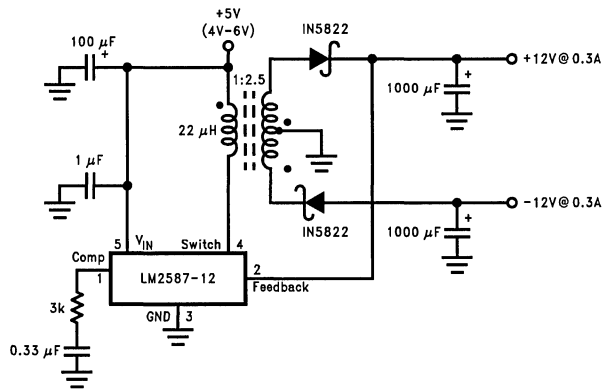 +5V
(4V-6V)
IN5822
100 µF
+
1:2.5
+12V@0.3A
+
1000 µF
22 µH
1 µF
-12V@0.3A
IN5822
+
1000 µF
5
VIN
Switch
4
Comp
1
LM2587-12
2
Feedback
3k
GND
3
0.33 µF